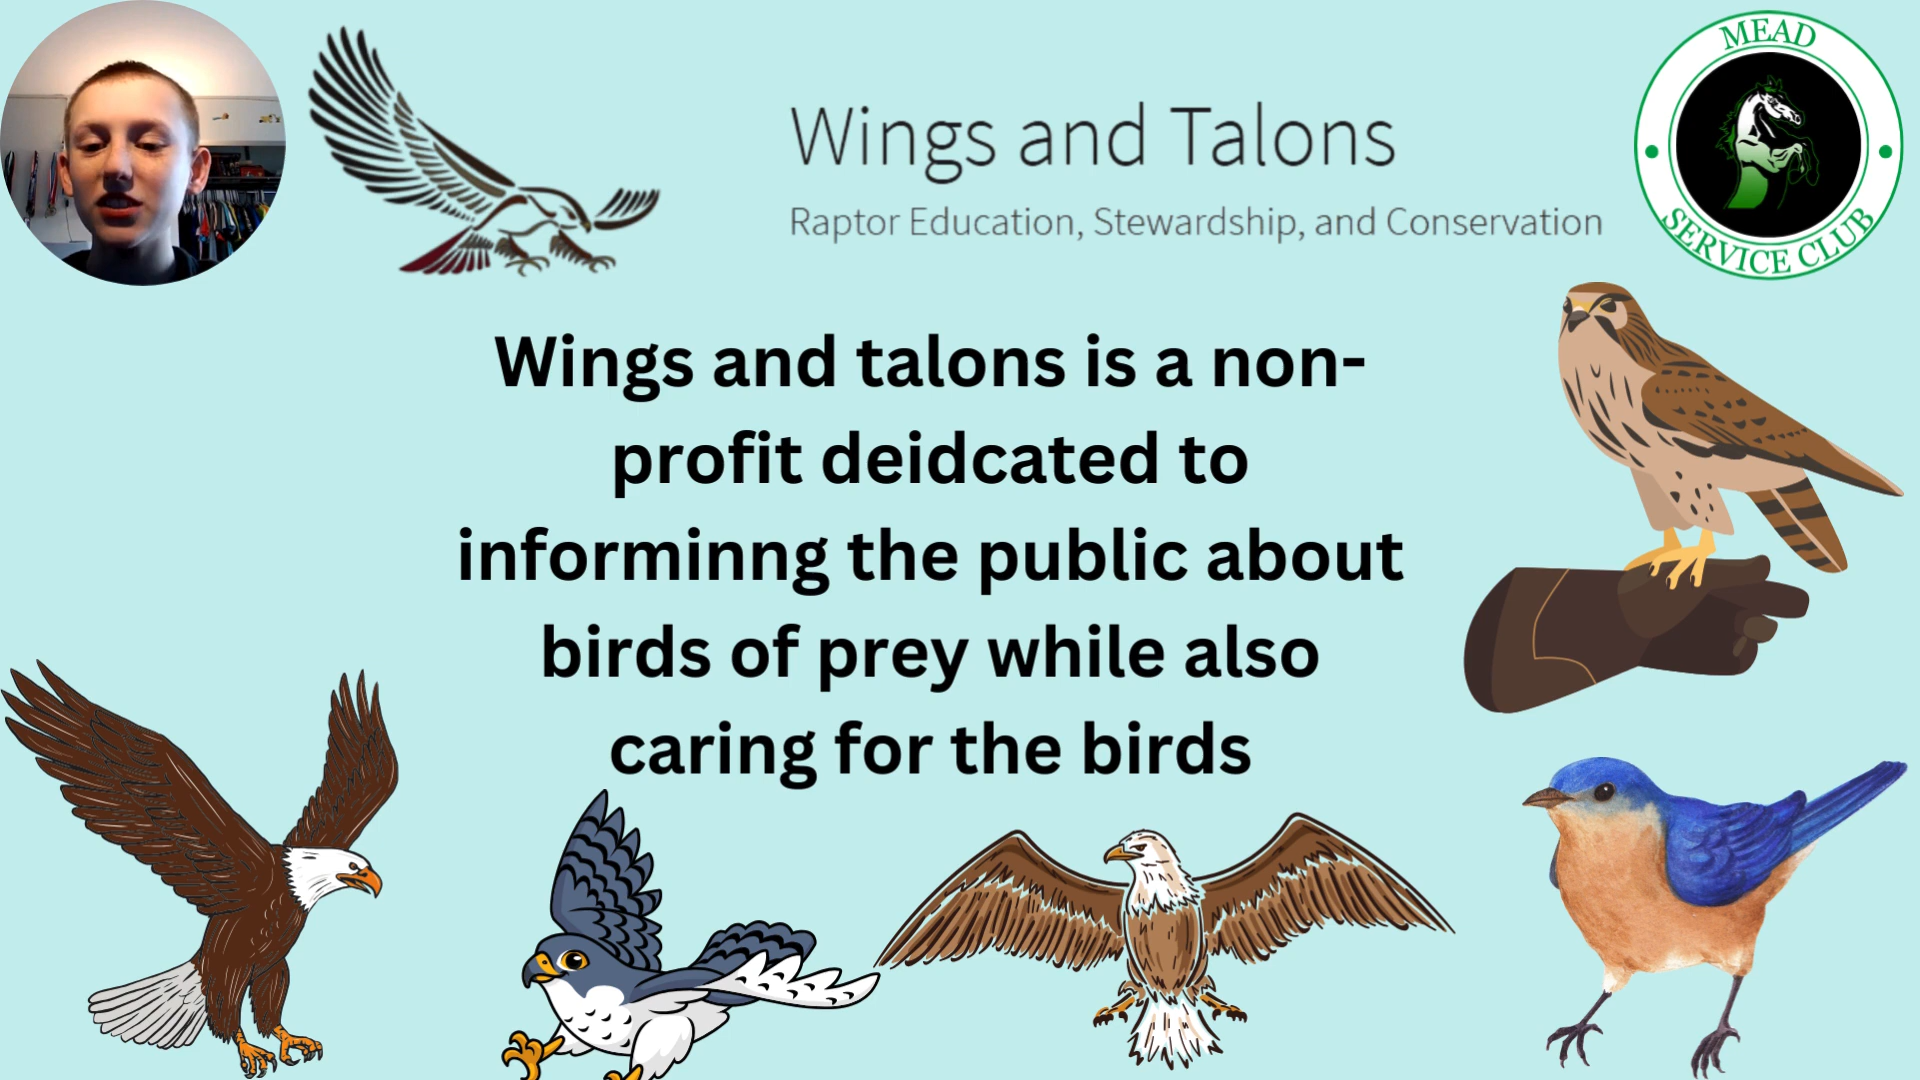 Wings and Talons
Raptor Education, Stewardship, and Conservation
MEAD
SERVICE CLUB
Wings and talons is a non-
profit deidcated to
informinng the public about
birds of prey while also
caring for the birds